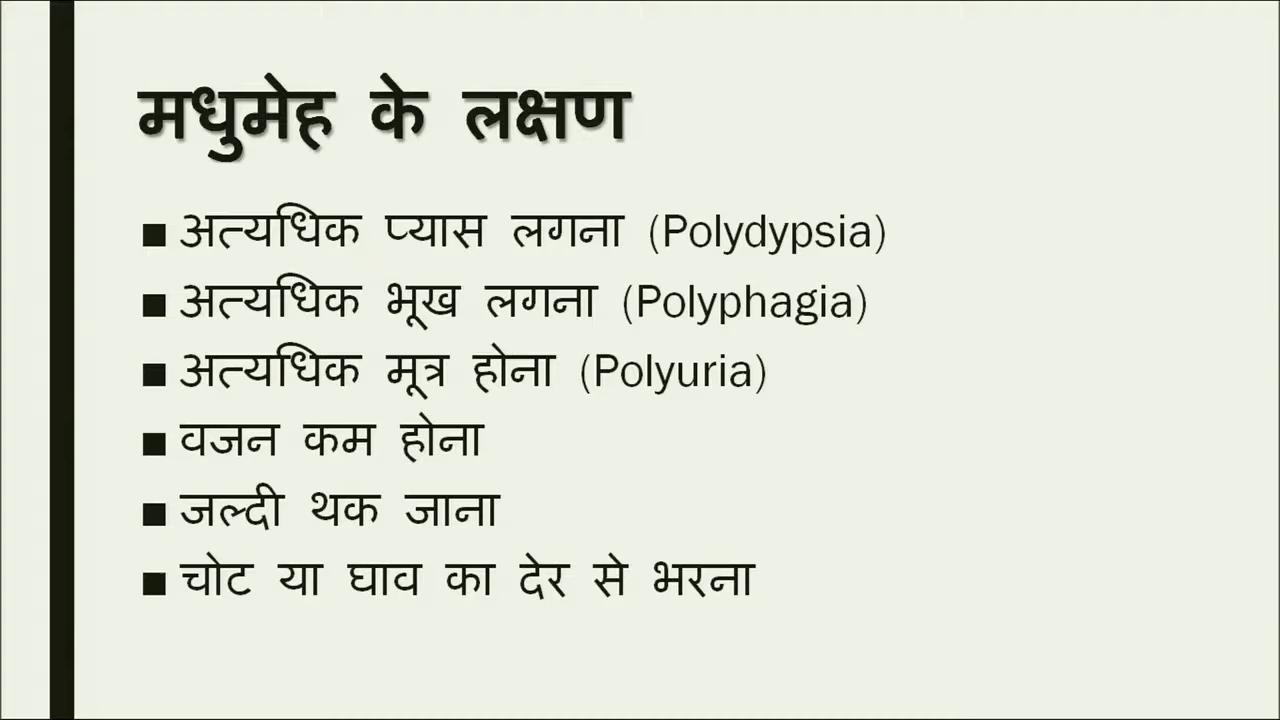 मधुमेह के लक्षण
■ अत्यधिक प्यास लगना (Polydypsia)
■ अत्यधिक भूख लगना (Polyphagia)
■ अत्यधिक मूत्र होना (Polyuria)
■ वजन कम होना
■ जल्दी थक जाना
■ चोट या घाव का देर से भरना